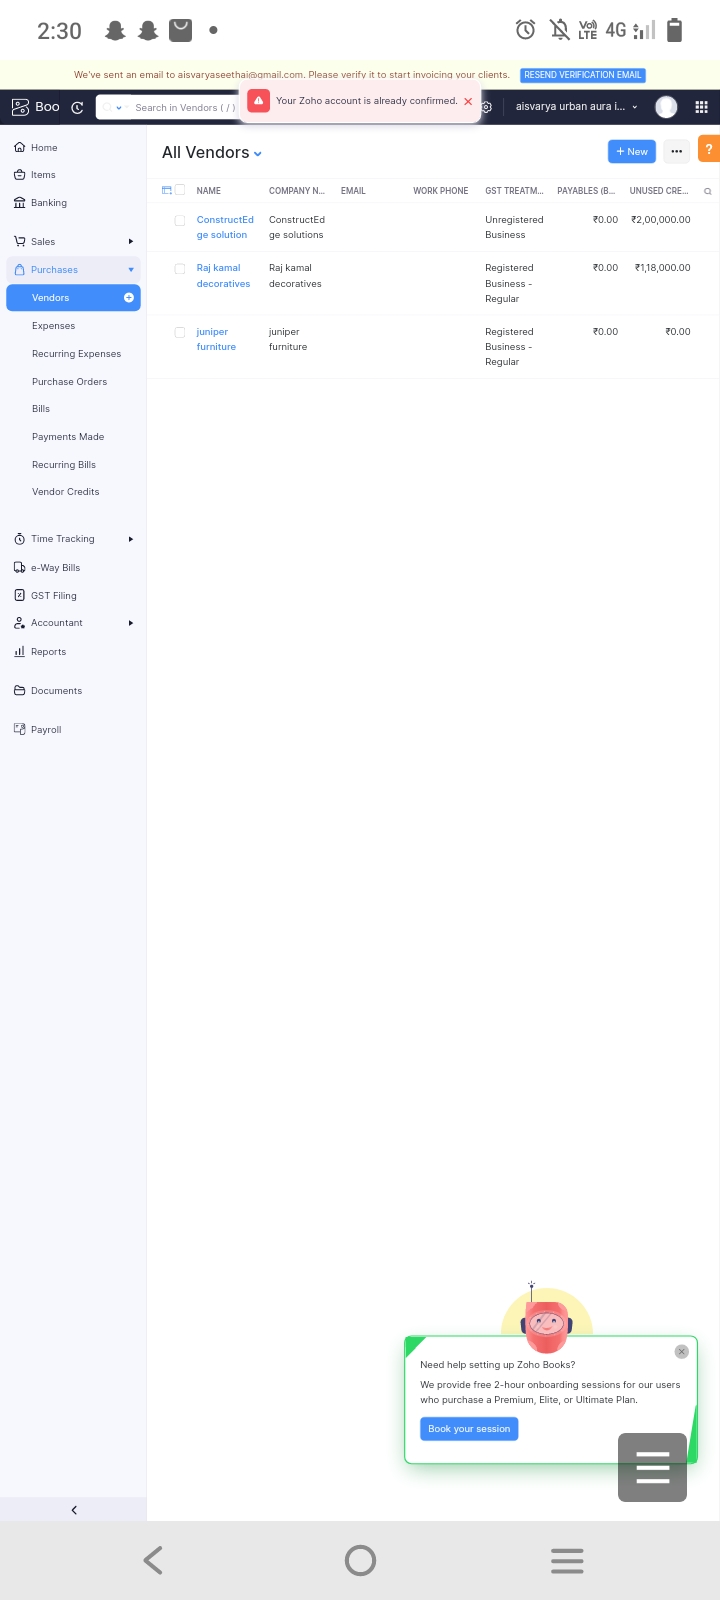 2:30
Vo) LTE 4G
We've sent an email to aisvaryaseethai@gmail.com. Please verify it to start invoicing your clients. RESEND VERIFICATION EMAIL
Boo
Search in Vendors ( / )
Your Zoho account is already confirmed.
aisvarya urban aura i...
Home
Items
Banking
Sales
Purchases
Vendors
Expenses
Recurring Expenses
Purchase Orders
Bills
Payments Made
Recurring Bills
Vendor Credits
Time Tracking
e-Way Bills
GST Filing
Accountant
Reports
Documents
Payroll
All Vendors
+ New
?
NAME COMPANY N... EMAIL WORK PHONE GST TREATM... PAYABLES (B... UNUSED CRE...
ConstructEd ConstructEd Unregistered ₹0.00 ₹2,00,000.00
ge solution ge solutions Business
Raj kamal Raj kamal Registered ₹0.00 ₹1,18,000.00
decoratives decoratives Business -
Regular
juniper juniper Registered ₹0.00 ₹0.00
furniture furniture Business -
Regular
Need help setting up Zoho Books?
We provide free 2-hour onboarding sessions for our users
who purchase a Premium, Elite, or Ultimate Plan.
Book your session